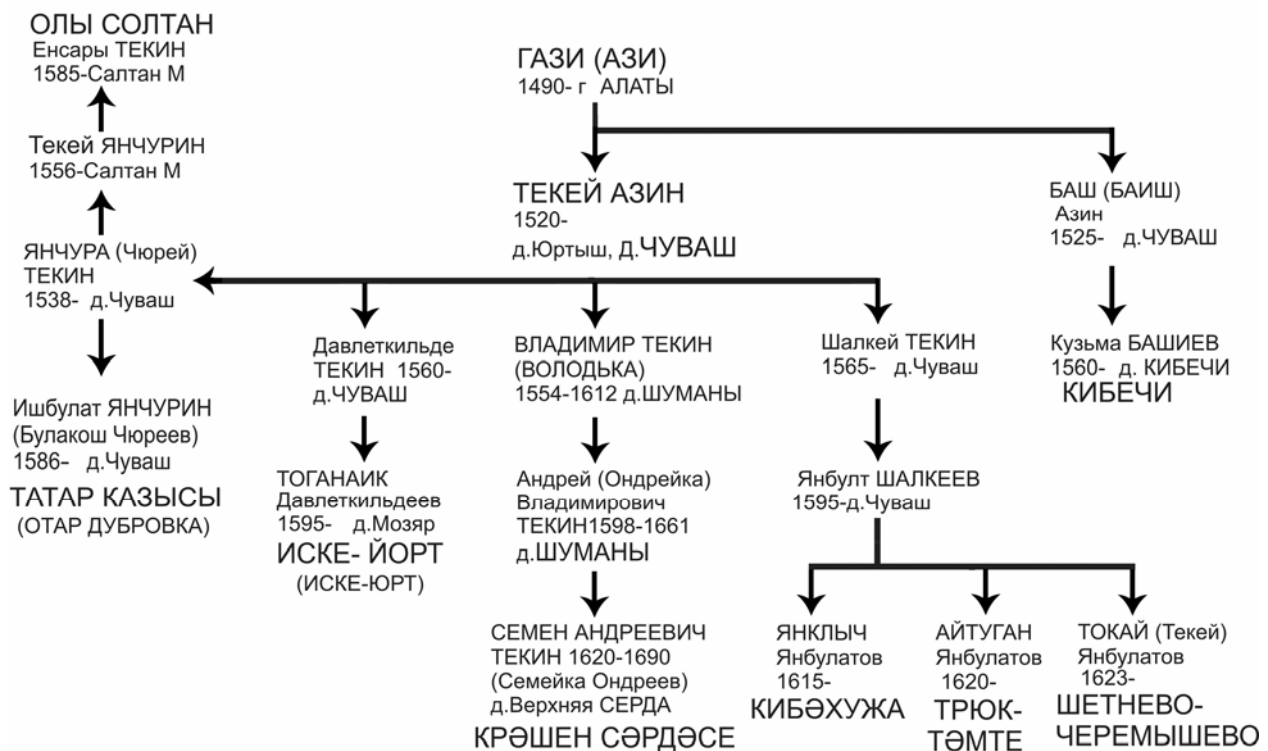 ОЛЫ СОЛТАН
Енсары ТЕКИН
1585-Салтан М
Текей ЯНЧУРИН
1556-Салтан М
ЯНЧУРА (Чюрей)
ТЕКИН
1538- д.Чуваш
Ишбулат ЯНЧУРИН
(Булакош Чюреев)
1586- д.Чуваш
ТАТАР КАЗЫСЫ
(ОТАР ДУБРОВКА)
ГАЗИ (АЗИ)
1490- г АЛАТЫ
ТЕКЕЙ АЗИН
1520-
д.Юртыш, Д.ЧУВАШ
БАШ (БАИШ)
Азин
1525- д.ЧУВАШ
Давлеткильде
ТЕКИН 1560-
д.ЧУВАШ
ТОГАНАИК
Давлеткильдеев
1595- д.Мозяр
ИСКЕ- ЙОРТ
(ИСКЕ-ЮРТ)
ВЛАДИМИР ТЕКИН
(ВОЛОДЬКА)
1554-1612 д.ШУМАНЫ
Андрей (Ондрейка)
Владимирович
ТЕКИН1598-1661
д.ШУМАНЫ
СЕМЕН АНДРЕЕВИЧ
ТЕКИН 1620-1690
(Семейка Ондреев)
д.Верхняя СЕРДА
КРӘШЕН СӘРДӘСЕ
Шалкей ТЕКИН
1565- д.Чуваш
Янбулт ШАЛКЕЕВ
1595-д.Чуваш
ЯНКЛЫЧ
Янбулатов
1615-
КИБӘХУЖА
АЙТУГАН
Янбулатов
1620-
ТРЮК-
ТӘМТЕ
ТОКАЙ (Текей)
Янбулатов
1623-
ШЕТНЕВО-
ЧЕРЕМЫШЕВО
Кузьма БАШИЕВ
1560- д. КИБЕЧИ
КИБЕЧИ